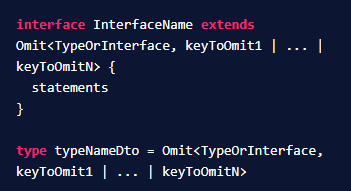 interface InterfaceName extends
Omit<TypeOrInterface, keyToOmit1 | ... |
keyToOmitN> {
  statements
}

type typeNameDto = Omit<TypeOrInterface,
keyToOmit1 | ... | keyToOmitN>